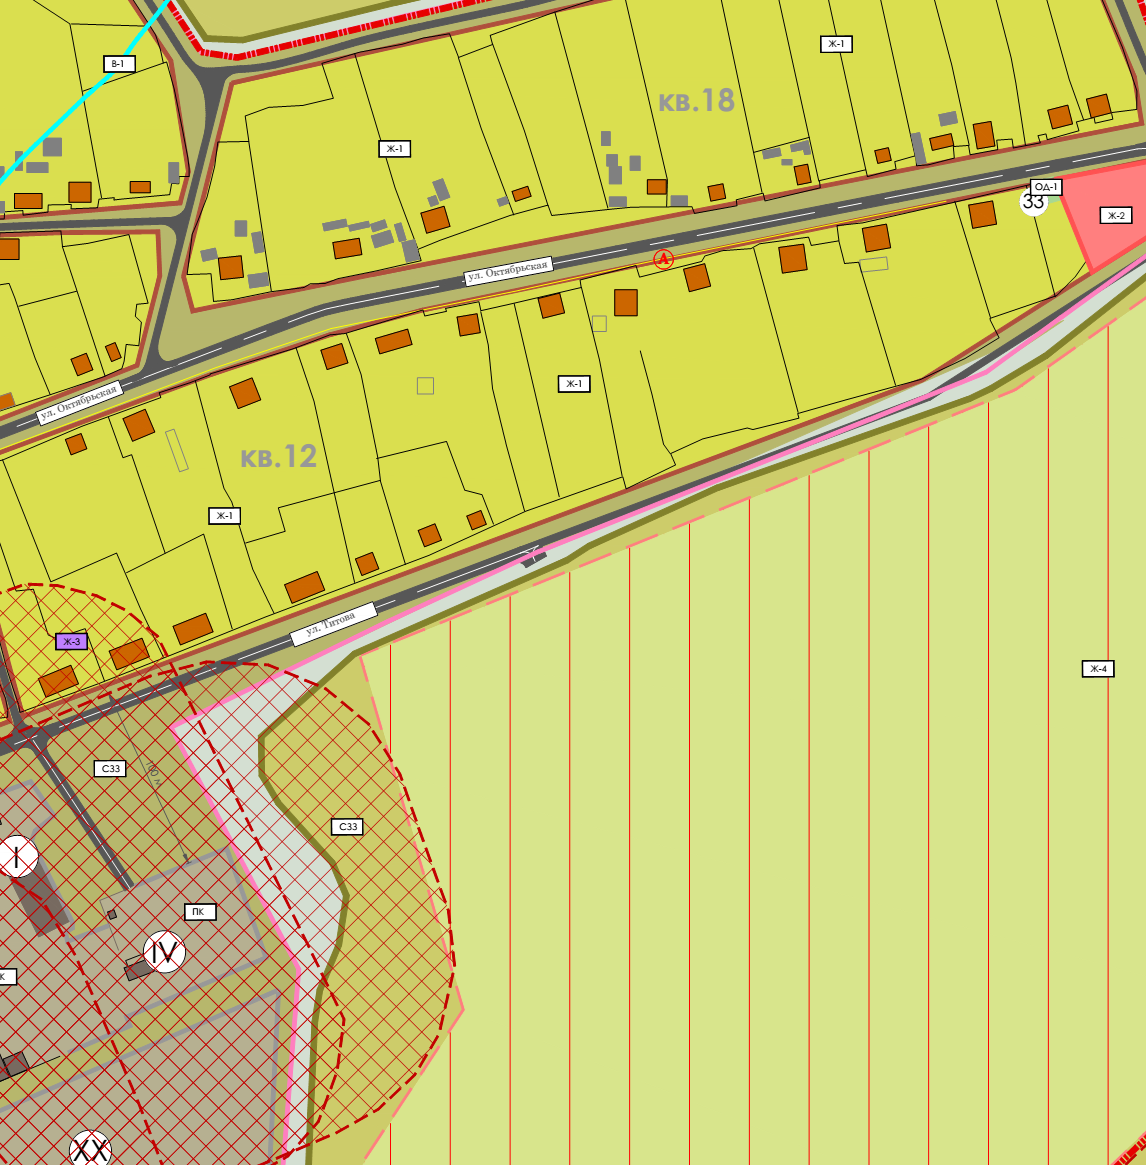 Ж-1
В-1
кв.18
Ж-1
ОД-1
33
Ж-2
А
ул. Октябрьская
Ж-1
ул. Октябрьская
кв.12
Ж-1
ул. Титова
Ж-3
Ж-4
СЗЗ
100 м
СЗЗ
I
ПК
IV
К
XX